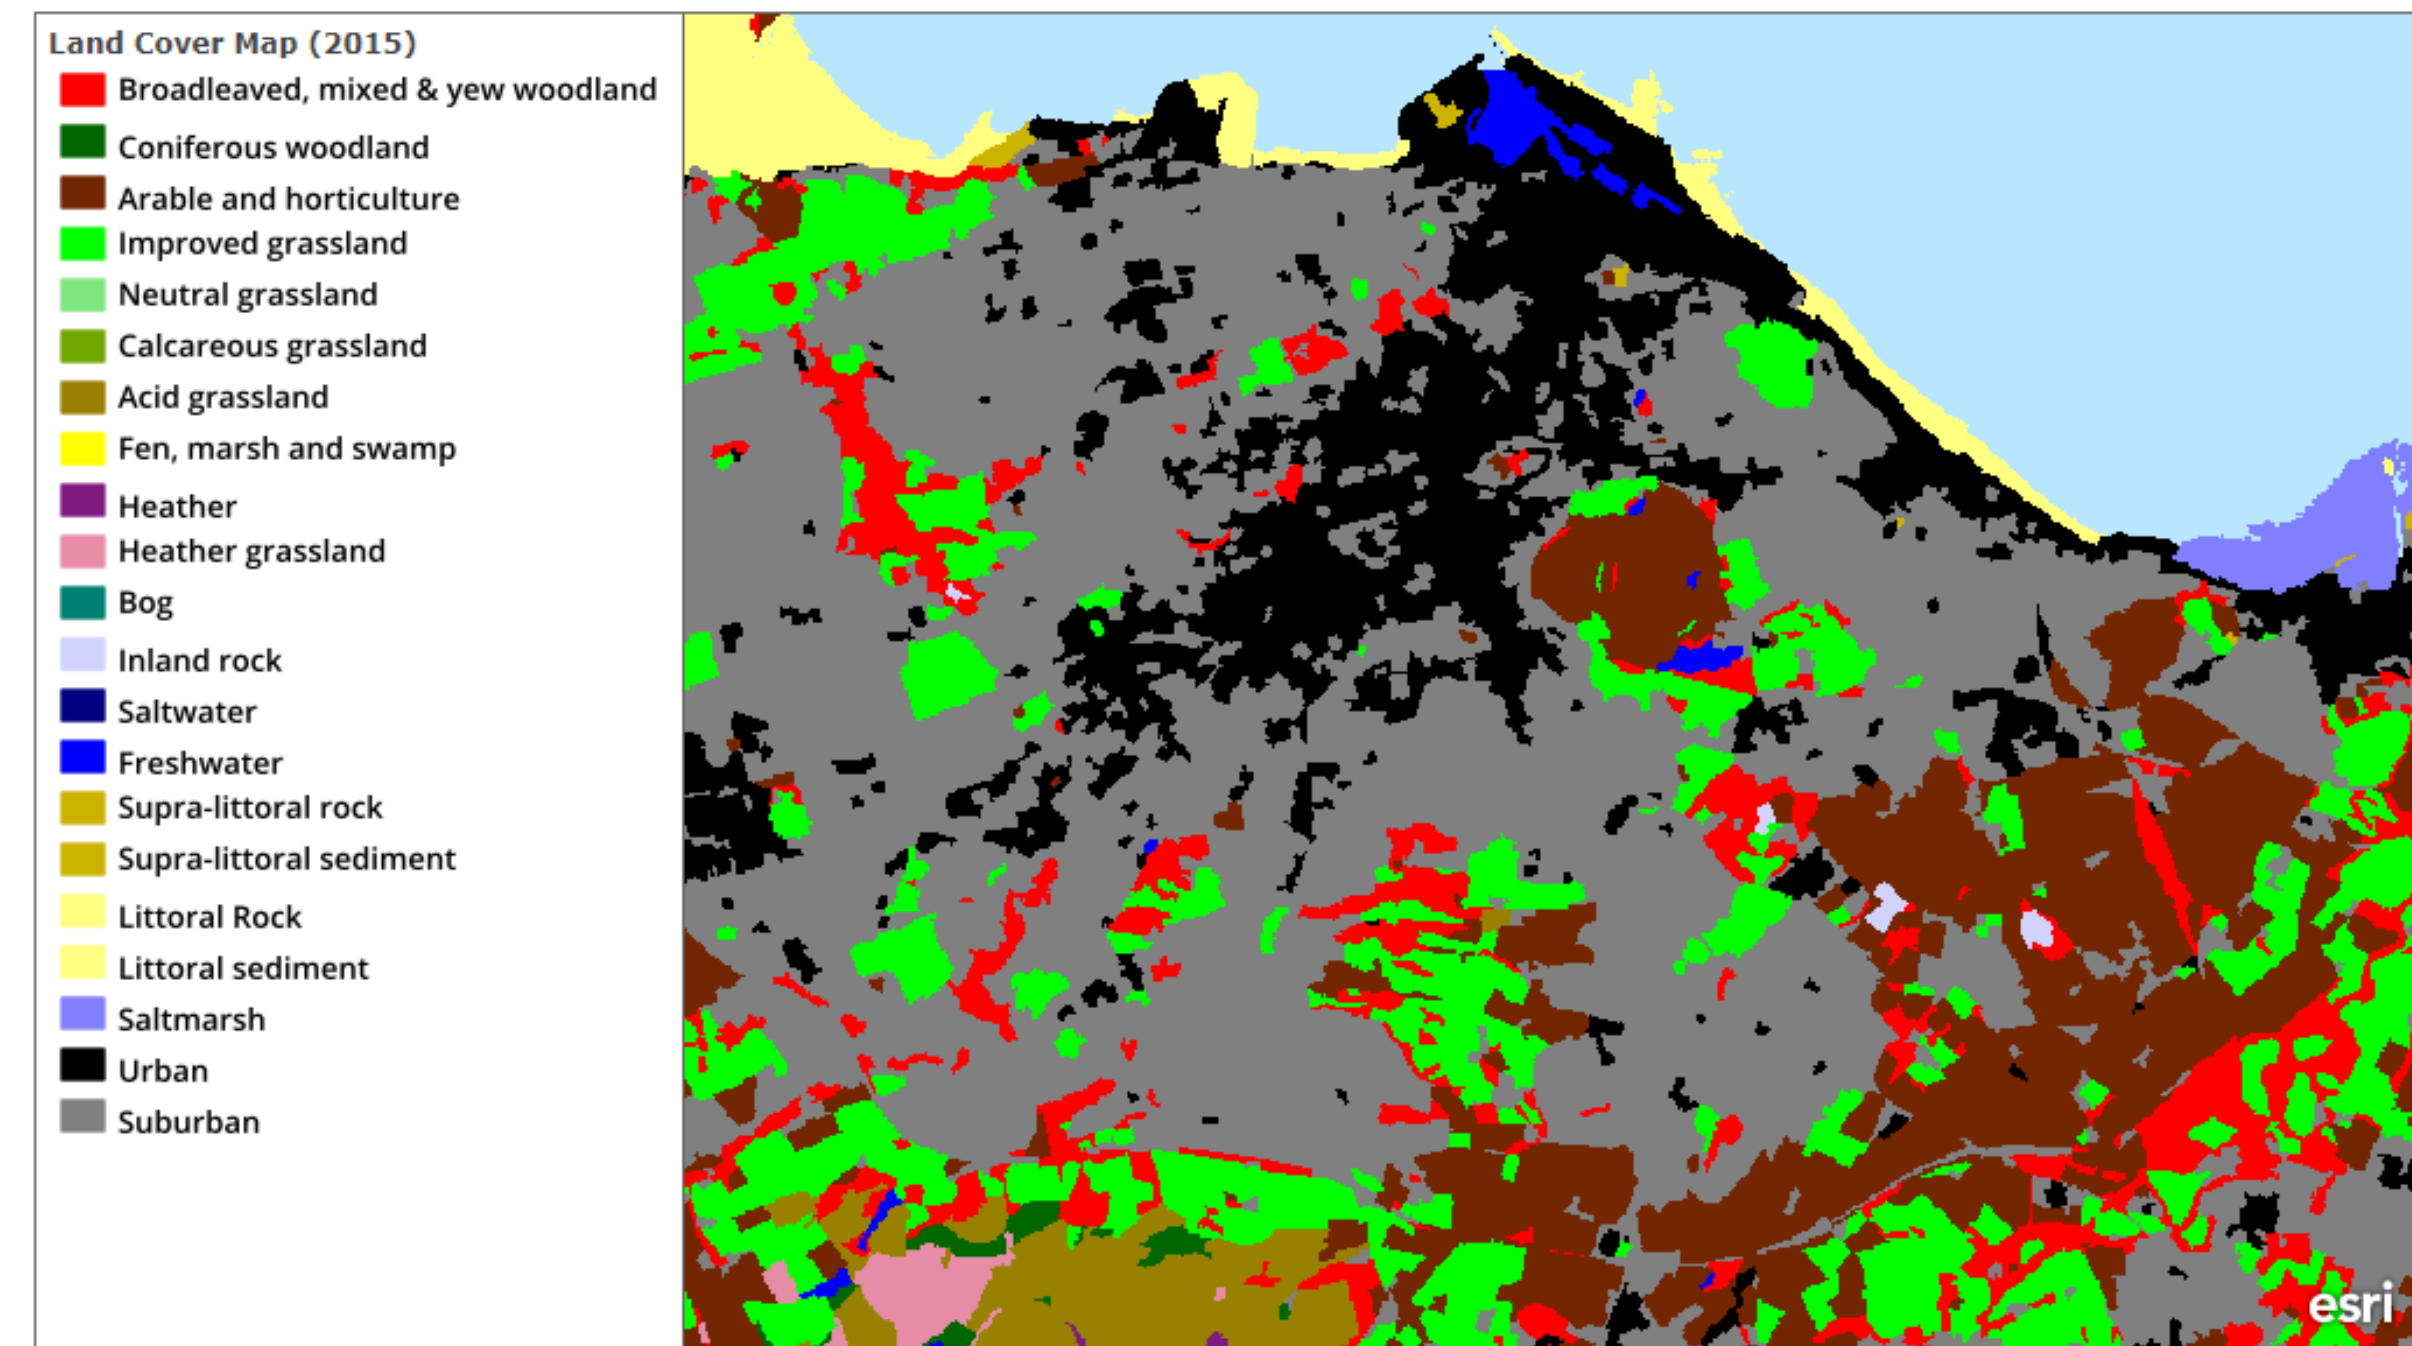 Land Cover Map (2015)
Broadleaved, mixed & yew woodland
Coniferous woodland
Arable and horticulture
Improved grassland
Neutral grassland
Calcareous grassland
Acid grassland
Fen, marsh and swamp
Heather
Heather grassland
Bog
Inland rock
Saltwater
Freshwater
Supra-littoral rock
Supra-littoral sediment
Littoral Rock
Littoral sediment
Saltmarsh
Urban
Suburban
esri